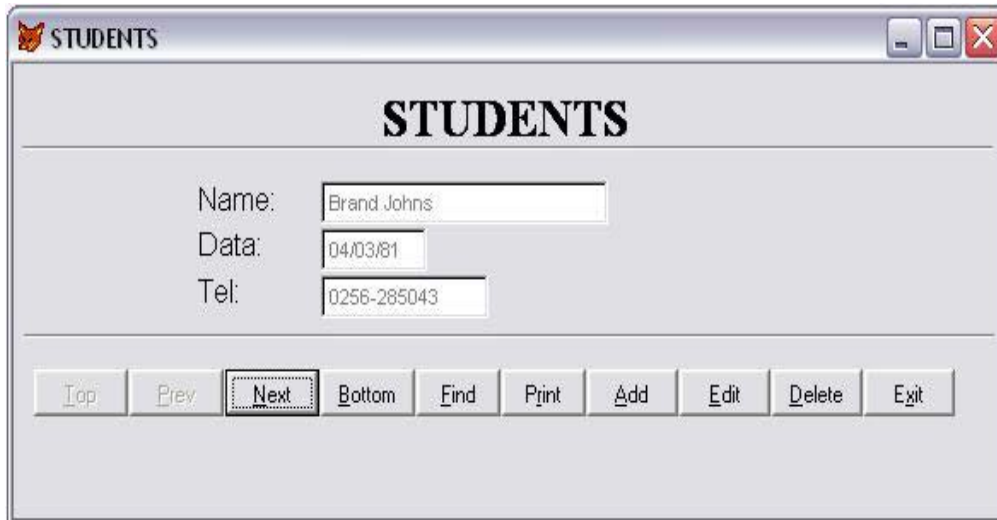 STUDENTS
STUDENTS
Name: Brand Johns
Data: 04/03/81
Tel: 0256-285043
Top Prev Next Bottom Find Print Add Edit Delete Exit